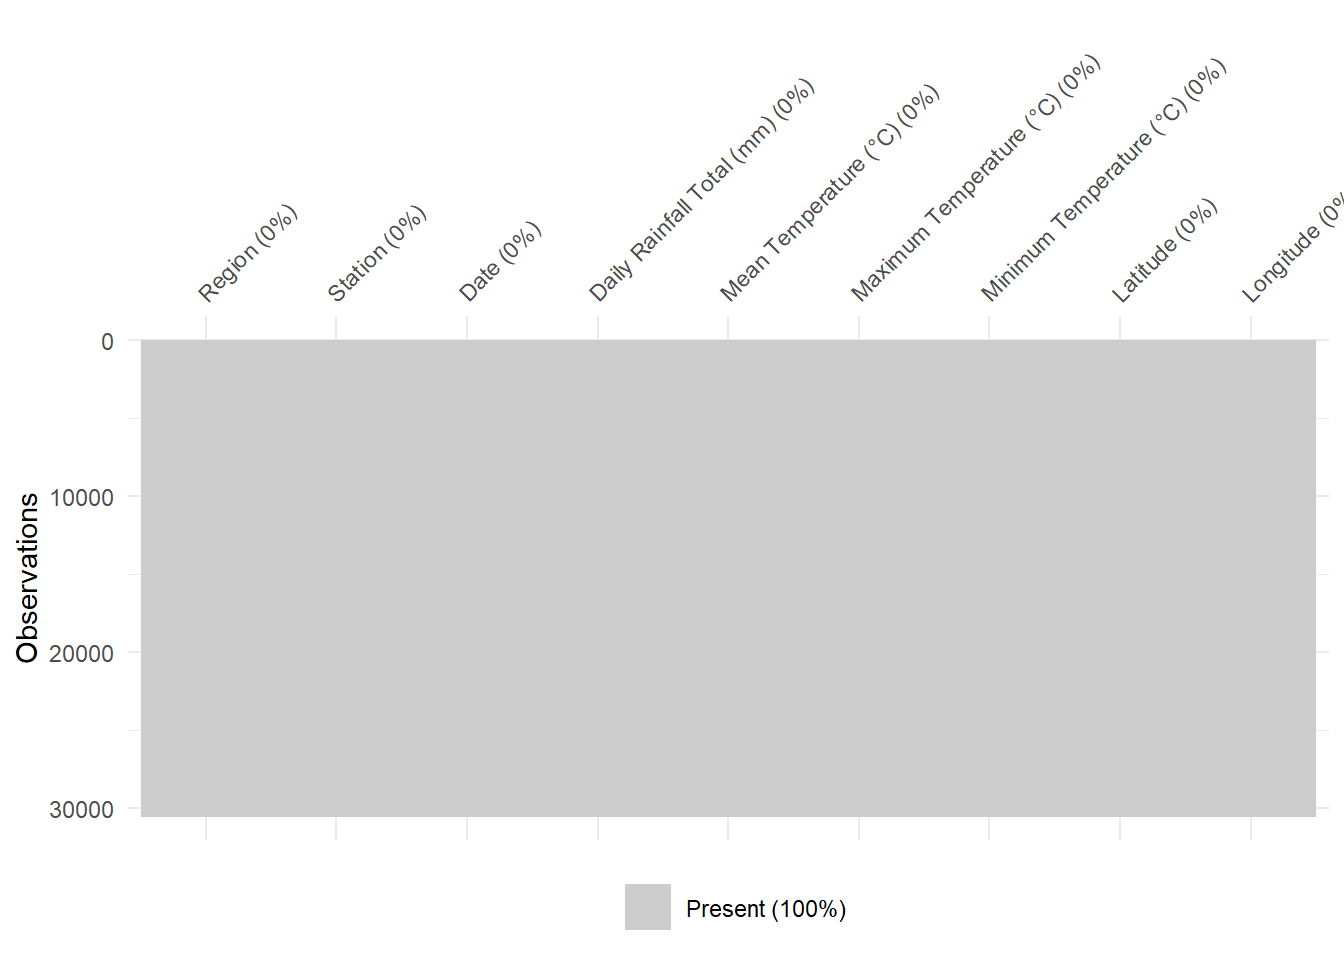 Region (0%)
Station (0%)
Date (0%)
Daily Rainfall Total (mm) (0%)
Mean Temperature (°C) (0%)
Maximum Temperature (°C) (0%)
Minimum Temperature (°C) (0%)
Latitude (0%)
Longitude (0%
0
10000
20000
30000
Observations
Present (100%)